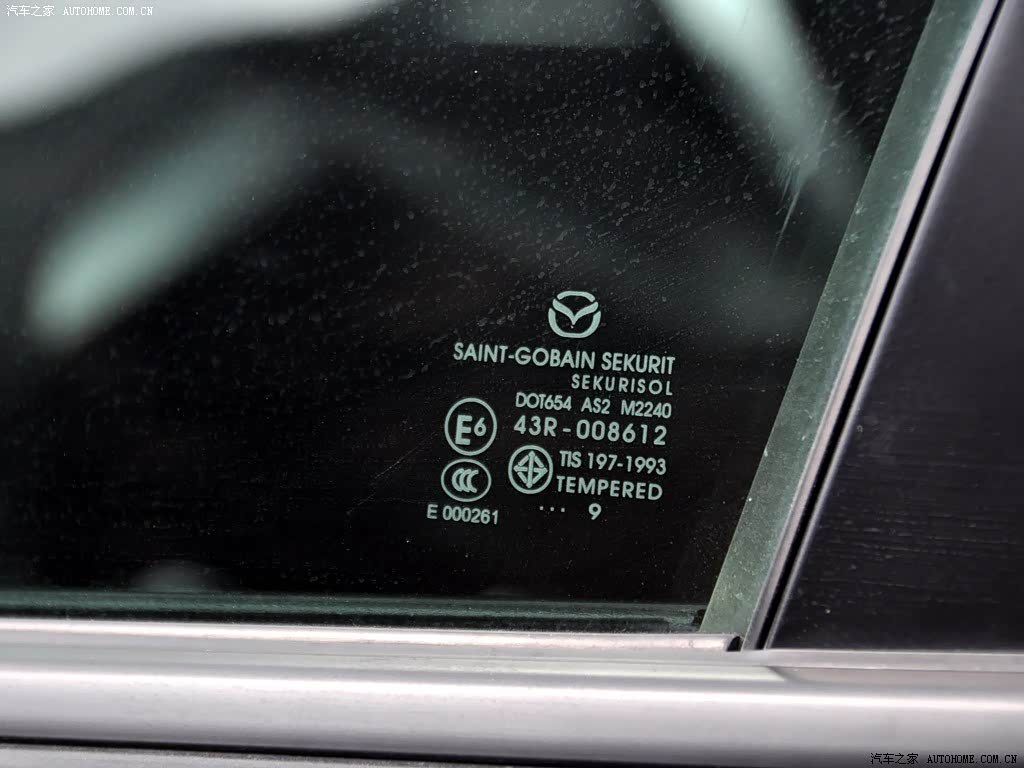 汽车之家 AUTOHOME.COM.CN
SAINT-GOBAIN SEKURIT
SEKURISOL
DOT654 AS2 M2240
E6 43R-008612
CCC TIS 197-1993
TEMPERED
E 000261 ... 9
汽车之家 AUTOHOME.COM.CN